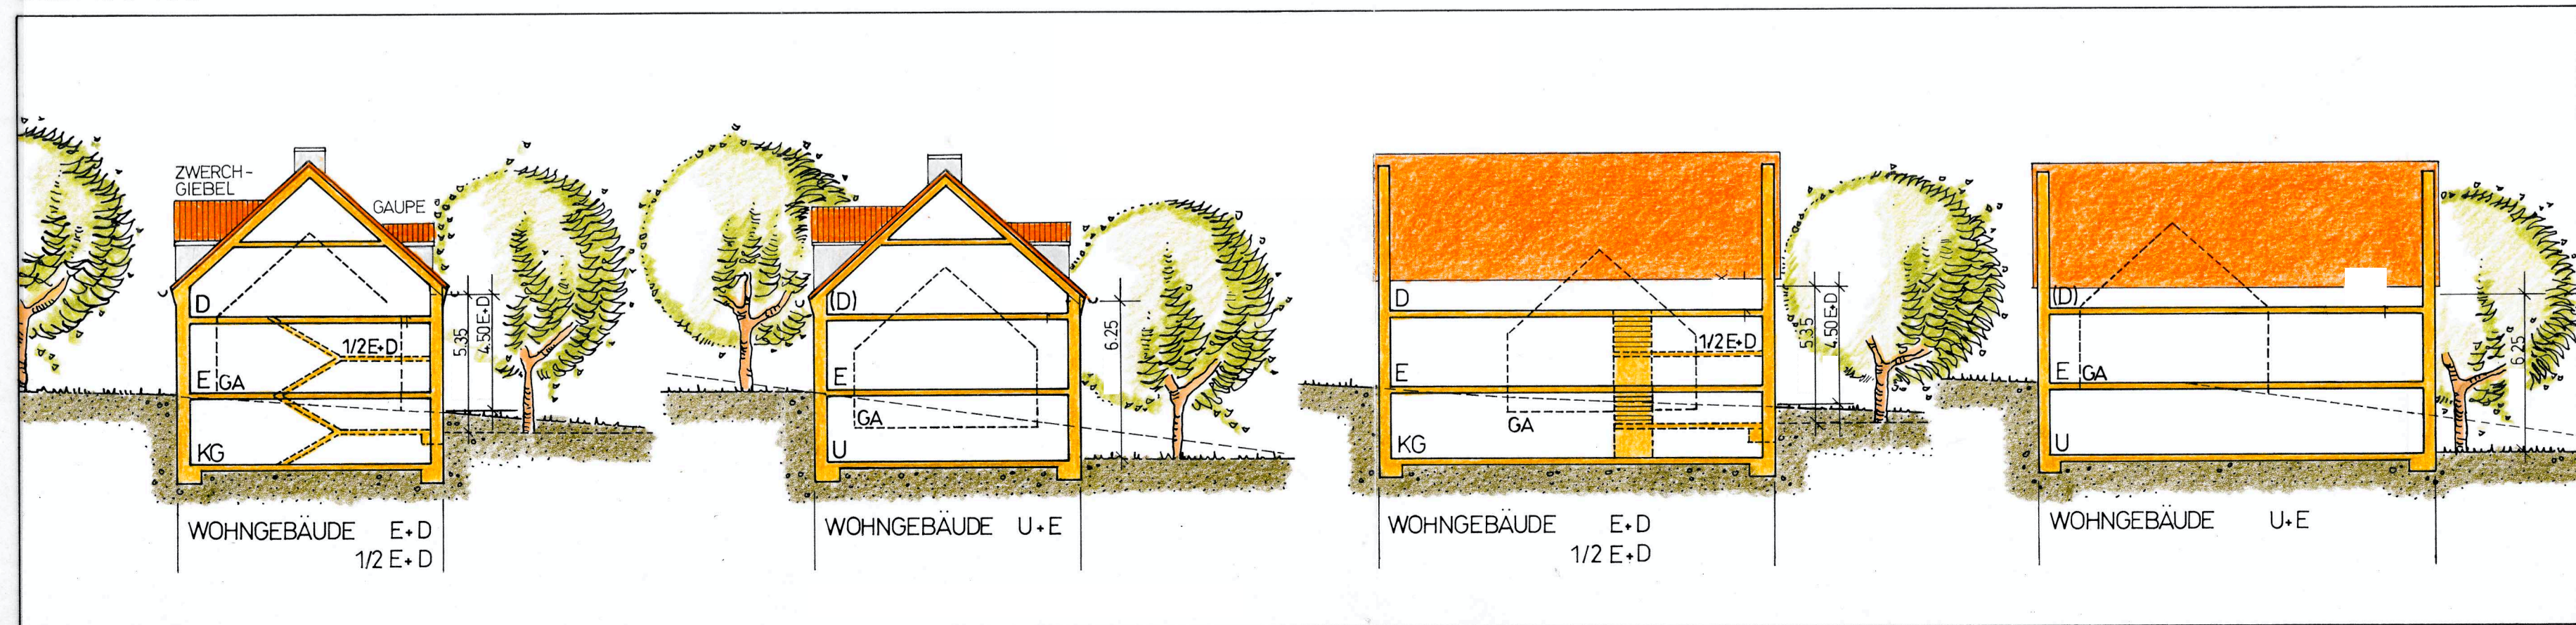 ZWERCH-
GIEBEL
GAUPE
D
1/2 E+D
E GA
KG
5.35
4.50 E+D
WOHNGEBÄUDE E+D
1/2 E+D
(D)
E
GA
U
6.25
WOHNGEBÄUDE U+E
D
1/2 E+D
E
GA
KG
5.35
4.50 E+D
WOHNGEBÄUDE E+D
1/2 E+D
(D)
E GA
U
6.25
WOHNGEBÄUDE U+E